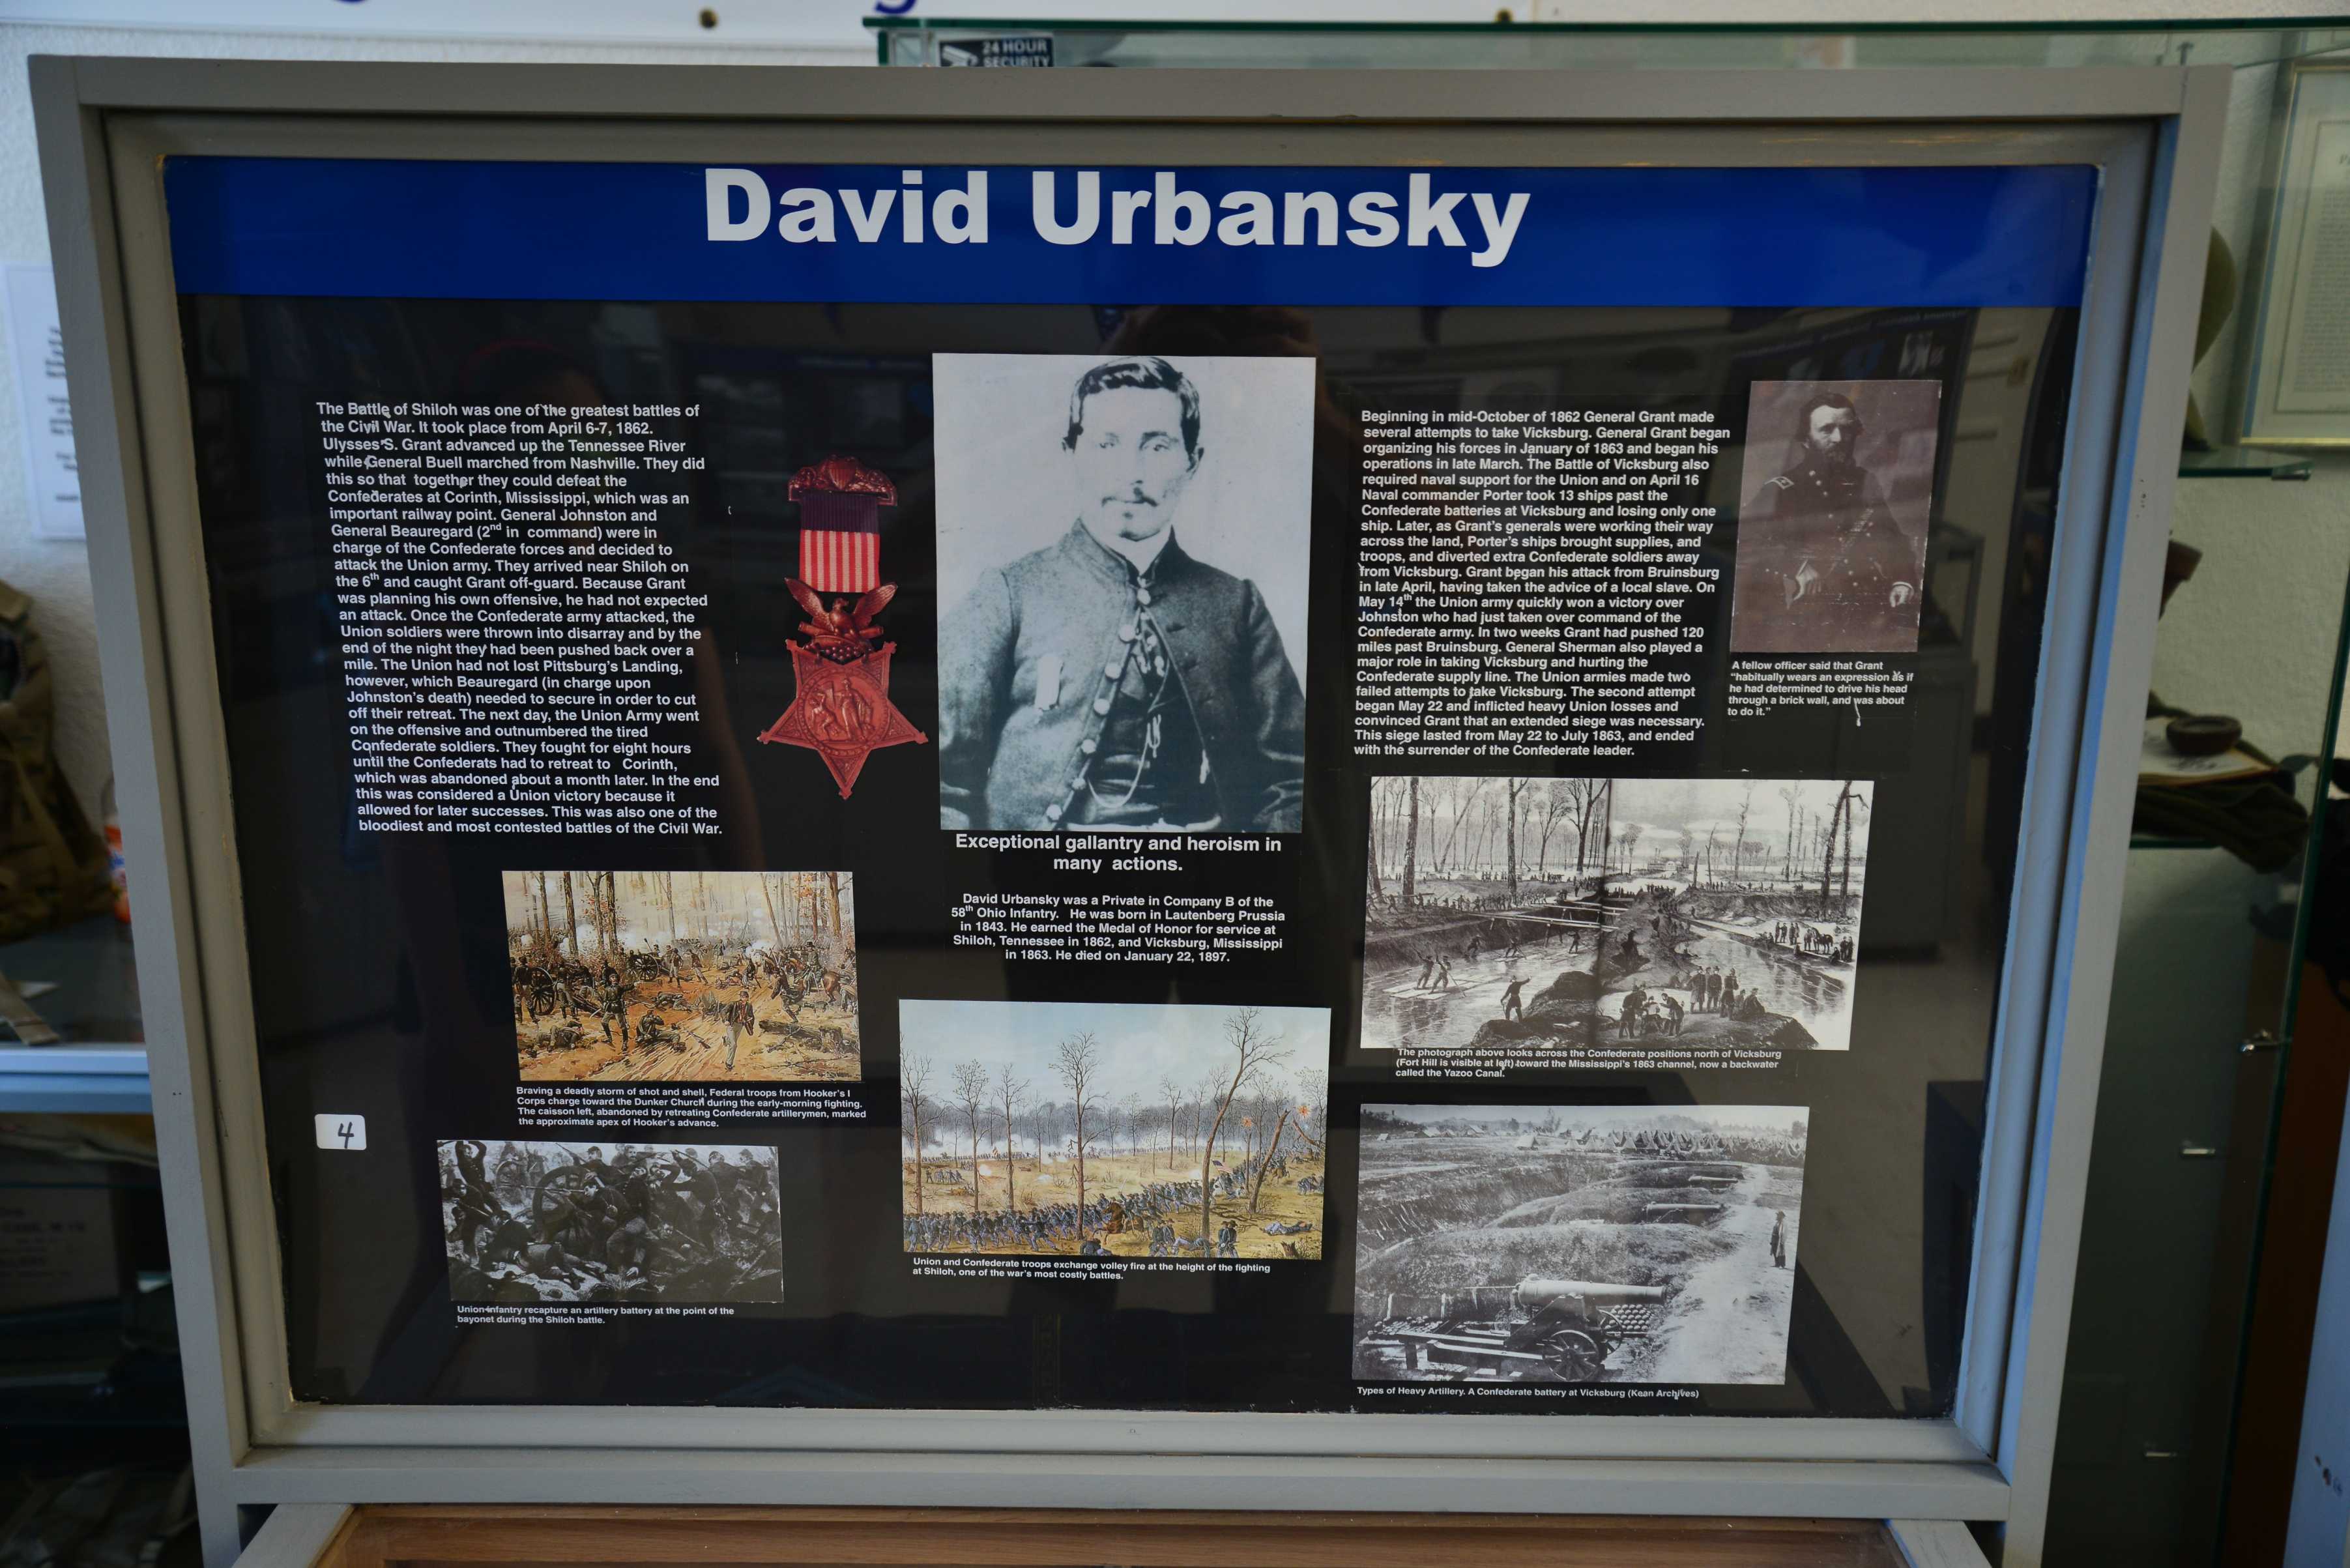 24 HOUR
SECURITY
David Urbansky
The Battle of Shiloh was one of the greatest battles of
the Civil War. It took place from April 6-7, 1862.
Ulysses S. Grant advanced up the Tennessee River
while General Buell marched from Nashville. They did
this so that together they could defeat the
Confederates at Corinth, Mississippi, which was an
important railway point. General Johnston and
General Beauregard (2nd in command) were in
charge of the Confederate forces and decided to
attack the Union army. They arrived near Shiloh on
the 6th and caught Grant off-guard. Because Grant
was planning his own offensive, he had not expected
an attack. Once the Confederate army attacked, the
Union soldiers were thrown into disarray and by the
end of the night they had been pushed back over a
mile. The Union had not lost Pittsburg's Landing,
however, which Beauregard (in charge upon
Johnston's death) needed to secure in order to cut
off their retreat. The next day, the Union Army went
on the offensive and outnumbered the tired
Confederate soldiers. They fought for eight hours
until the Confederats had to retreat to Corinth,
which was abandoned about a month later. In the end
this was considered a Union victory because it
allowed for later successes. This was also one of the
bloodiest and most contested battles of the Civil War.
Braving a deadly storm of shot and shell, Federal troops from Hooker's I
Corps charge toward the Dunker Church during the early-morning fighting.
The caisson left, abandoned by retreating Confederate artillerymen, marked
the approximate apex of Hooker's advance.
4
Union infantry recapture an artillery battery at the point of the
bayonet during the Shiloh battle.
Exceptional gallantry and heroism in
many actions.
David Urbansky was a Private in Company B of the
58th Ohio Infantry. He was born in Lautenberg Prussia
in 1843. He earned the Medal of Honor for service at
Shiloh, Tennessee in 1862, and Vicksburg, Mississippi
in 1863. He died on January 22, 1897.
Union and Confederate troops exchange volley fire at the height of the fighting
at Shiloh, one of the war's most costly battles.
Beginning in mid-October of 1862 General Grant made
several attempts to take Vicksburg. General Grant began
organizing his forces in January of 1863 and began his
operations in late March. The Battle of Vicksburg also
required naval support for the Union and on April 16
Naval commander Porter took 13 ships past the
Confederate batteries at Vicksburg and losing only one
ship. Later, as Grant's generals were working their way
across the land, Porter's ships brought supplies, and
troops, and diverted extra Confederate soldiers away
from Vicksburg. Grant began his attack from Bruinsburg
in late April, having taken the advice of a local slave. On
May 14th the Union army quickly won a victory over
Johnston who had just taken over command of the
Confederate army. In two weeks Grant had pushed 120
miles past Bruinsburg. General Sherman also played a
major role in taking Vicksburg and hurting the
Confederate supply line. The Union armies made two
failed attempts to take Vicksburg. The second attempt
began May 22 and inflicted heavy Union losses and
convinced Grant that an extended siege was necessary.
This siege lasted from May 22 to July 1863, and ended
with the surrender of the Confederate leader.
A fellow officer said that Grant
"habitually wears an expression as if
he had determined to drive his head
through a brick wall, and was about
to do it."
The photograph above looks across the Confederate positions north of Vicksburg
(Fort Hill is visible at left) toward the Mississippi's 1863 channel, now a backwater
called the Yazoo Canal.
Types of Heavy Artillery. A Confederate battery at Vicksburg (Kean Archives)